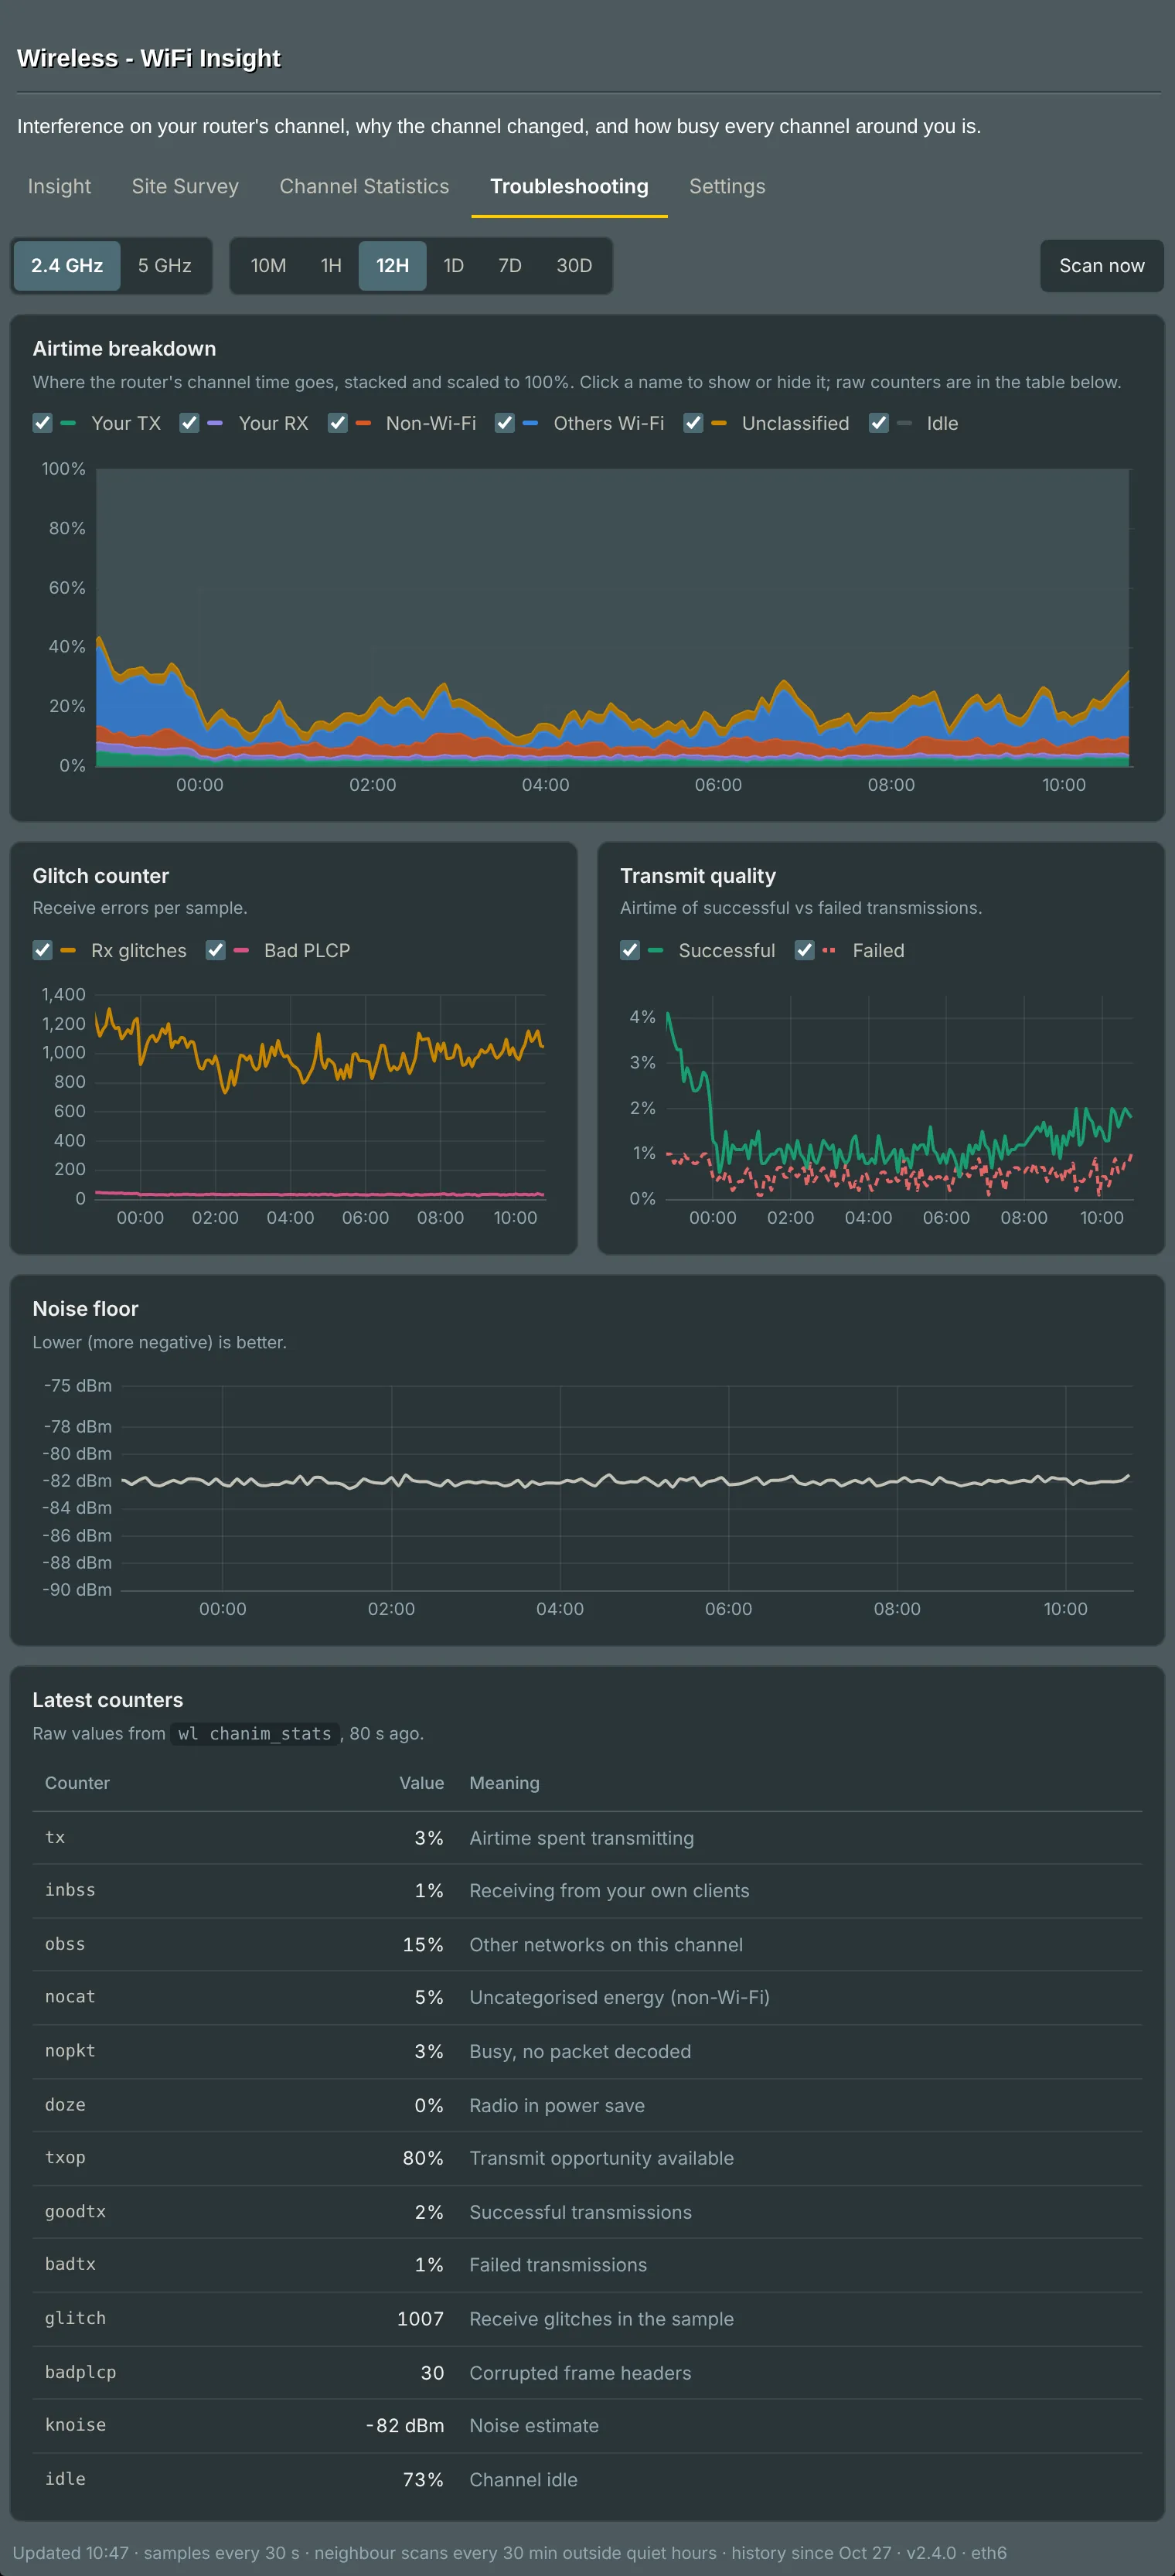 Wireless - WiFi Insight
Interference on your router's channel, why the channel changed, and how busy every channel around you is.
Insight Site Survey Channel Statistics Troubleshooting Settings
2.4 GHz 5 GHz 10M 1H 12H 1D 7D 30D Scan now
Airtime breakdown
Where the router's channel time goes, stacked and scaled to 100%. Click a name to show or hide it; raw counters are in the table below.
Your TX Your RX Non-Wi-Fi Others Wi-Fi Unclassified Idle
100%
80%
60%
40%
20%
0%
00:00 02:00 04:00 06:00 08:00 10:00
Glitch counter
Receive errors per sample.
Rx glitches Bad PLCP
1,400
1,200
1,000
800
600
400
200
0
00:00 02:00 04:00 06:00 08:00 10:00
Transmit quality
Airtime of successful vs failed transmissions.
Successful Failed
4%
3%
2%
1%
0%
00:00 02:00 04:00 06:00 08:00 10:00
Noise floor
Lower (more negative) is better.
-75 dBm
-78 dBm
-80 dBm
-82 dBm
-84 dBm
-86 dBm
-88 dBm
-90 dBm
00:00 02:00 04:00 06:00 08:00 10:00
Latest counters
Raw values from wl chanim_stats, 80 s ago.
Counter Value Meaning
tx 3% Airtime spent transmitting
inbss 1% Receiving from your own clients
obss 15% Other networks on this channel
nocat 5% Uncategorised energy (non-Wi-Fi)
nopkt 3% Busy, no packet decoded
doze 0% Radio in power save
txop 80% Transmit opportunity available
goodtx 2% Successful transmissions
badtx 1% Failed transmissions
glitch 1007 Receive glitches in the sample
badplcp 30 Corrupted frame headers
knoise -82 dBm Noise estimate
idle 73% Channel idle
Updated 10:47 · samples every 30 s · neighbour scans every 30 min outside quiet hours · history since Oct 27 · v2.4.0 · eth6